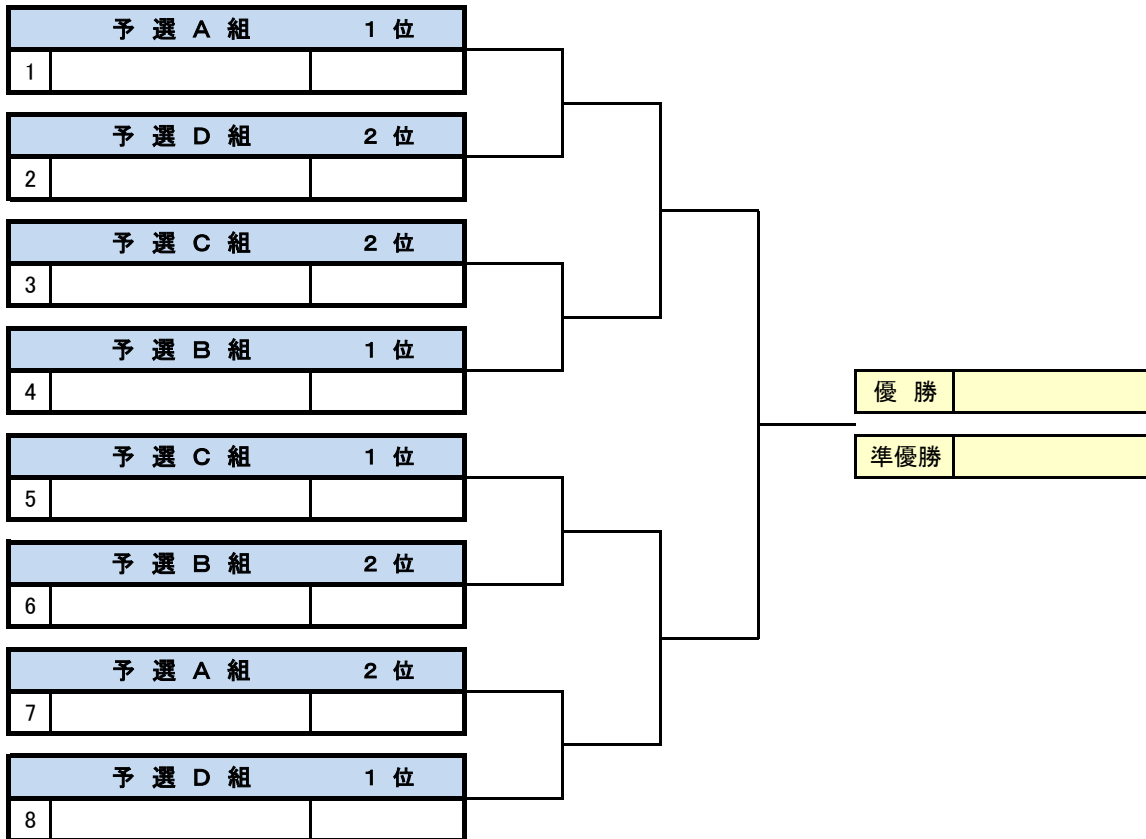 予 選 A 組 1 位
1
予 選 D 組 2 位
2
予 選 C 組 2 位
3
予 選 B 組 1 位
4
優 勝
準優勝
予 選 C 組 1 位
5
予 選 B 組 2 位
6
予 選 A 組 2 位
7
予 選 D 組 1 位
8